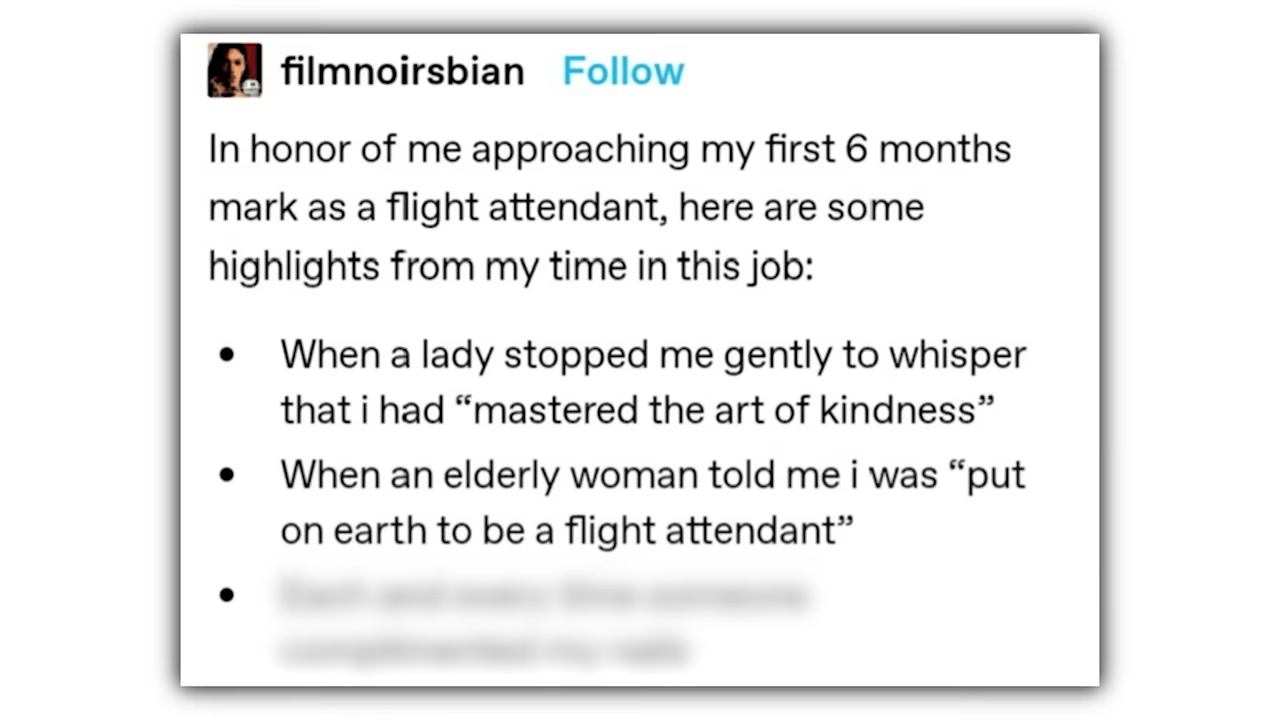 filmnoirsbian Follow
In honor of me approaching my first 6 months
mark as a flight attendant, here are some
highlights from my time in this job:
• When a lady stopped me gently to whisper
that i had “mastered the art of kindness”
• When an elderly woman told me i was “put
on earth to be a flight attendant”
•